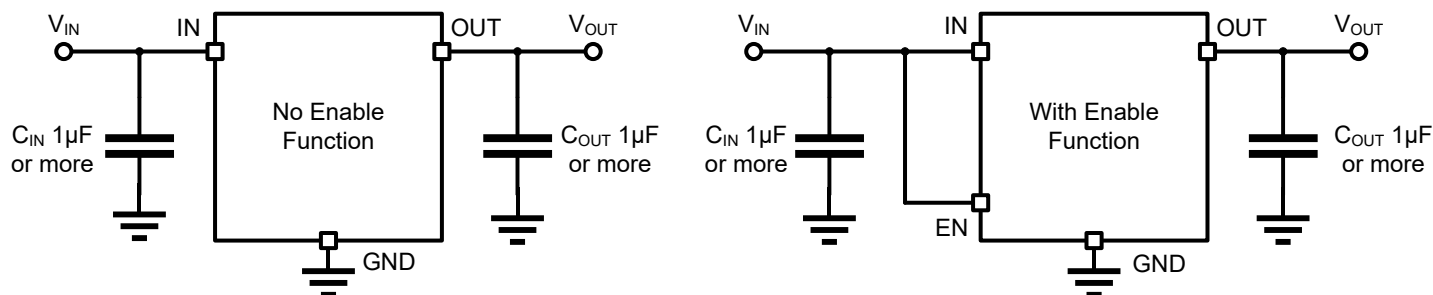 V_IN
IN
OUT
V_OUT
No Enable
Function
C_IN 1µF
or more
C_OUT 1µF
or more
GND
V_IN
IN
OUT
V_OUT
With Enable
Function
C_IN 1µF
or more
C_OUT 1µF
or more
EN
GND